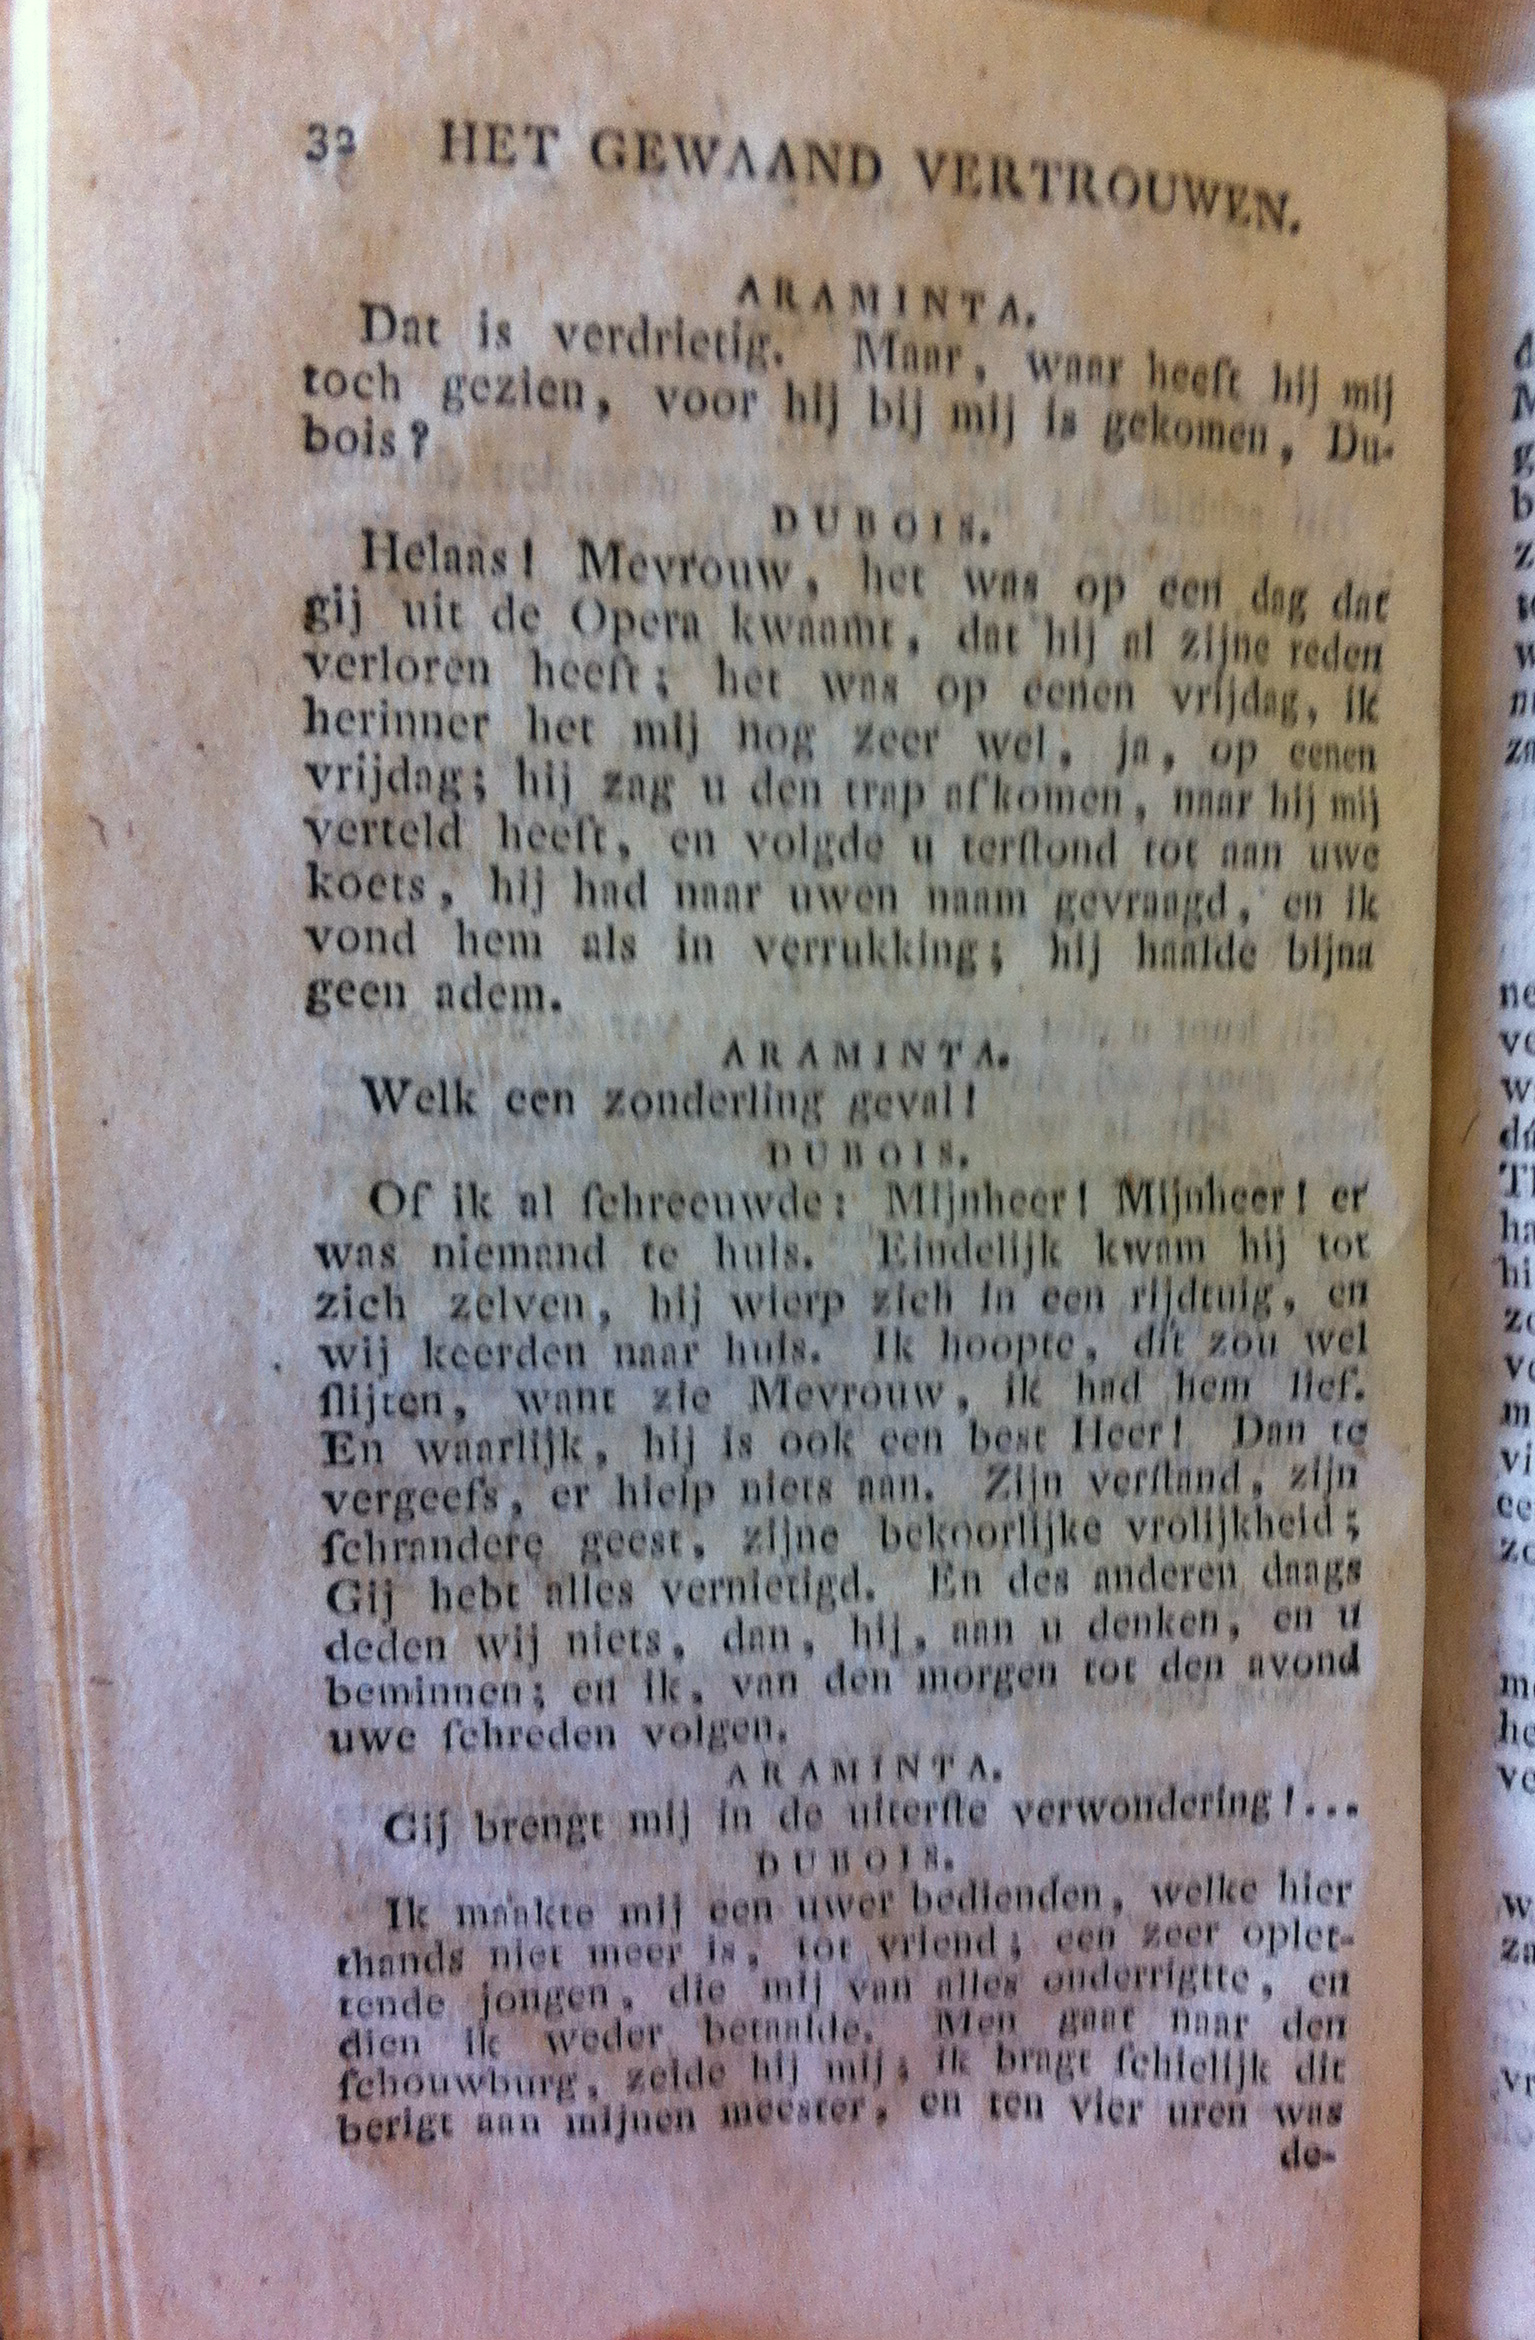 32 HET GEWAAND VERTROUWEN.
ARAMINTA.
Dat is verdrietig. Maar, waar heeft hij mij
toch gezien, voor hij bij mij is gekomen, Du-
bois?
DUBOIS.
Helaas! Mevrouw, het was op een dag dat
gij uit de Opera kwaamt, dat hij al zijne reden
verloren heeft; het was op eenen vrijdag, ik
herinner het mij nog zeer wel, ja, op eenen
vrijdag; hij zag u den trap afkomen, naar hij mij
verteld heeft, en volgde u terſtond tot aan uwe
koets, hij had naar uwen naam gevraagd, en ik
vond hem als in verrukking; hij haalde bijna
geen adem.
ARAMINTA.
Welk een zonderling geval!
DUBOIS.
Of ik al ſchreeuwde: Mijnheer! Mijnheer! er
was niemand te huis. Eindelijk kwam hij tot
zich zelven, hij wierp zich in een rijdtuig, en
wij keerden naar huis. Ik hoopte, dit zou wel
ſlijten, want zie Mevrouw, ik had hem lief.
En waarlijk, hij is ook een best Heer! Dan te
vergeefs, er hielp niets aan. Zijn verſtand, zijn
ſchrandere geest, zijne bekoorlijke vrolijkheid;
Gij hebt alles vernietigd. En des anderen daags
deden wij niets, dan, hij, aan u denken, en u
beminnen; en ik, van den morgen tot den avond
uwe ſchreden volgen.
ARAMINTA.
Gij brengt mij in de uiterſte verwondering!...
DUBOIS.
Ik maakte mij een uwer bedienden, welke hier
thands niet meer is, tot vriend; een zeer oplet-
tende jongen, die mij van alles onderrigtte, en
dien ik weder betaalde. Men gaat naar den
ſchouwburg, zeide hij mij; ik bragt ſchielijk dit
berigt aan mijnen meester, en ten vier uren was
de-